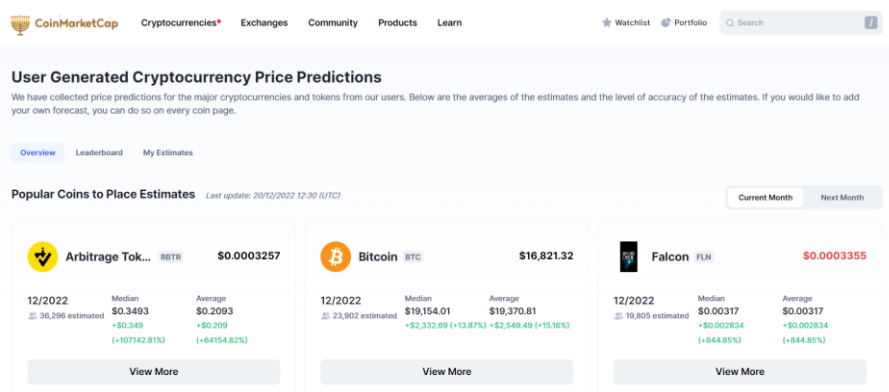 CoinMarketCap Cryptocurrencies Exchanges Community Products Learn Watchlist Portfolio Search /
User Generated Cryptocurrency Price Predictions
We have collected price predictions for the major cryptocurrencies and tokens from our users. Below are the averages of the estimates and the level of accuracy of the estimates. If you would like to add
your own forecast, you can do so on every coin page.
Overview Leaderboard My Estimates
Popular Coins to Place Estimates Last update: 20/12/2022 12:30 (UTC) Current Month Next Month
Arbitrage Tok... RBTR $0.0003257
12/2022 Median Average
36,296 estimated $0.3493 $0.2093
+$0.349 +$0.209
(+107142.81%) (+64154.82%)
View More
Bitcoin BTC $16,821.32
12/2022 Median Average
23,902 estimated $19,154.01 $19,370.81
+$2,332.69 (+13.87%) +$2,549.49 (+15.16%)
View More
Falcon FLN $0.0003355
12/2022 Median Average
19,805 estimated $0.00317 $0.00317
+$0.002834 +$0.002834
(+844.85%) (+844.85%)
View More